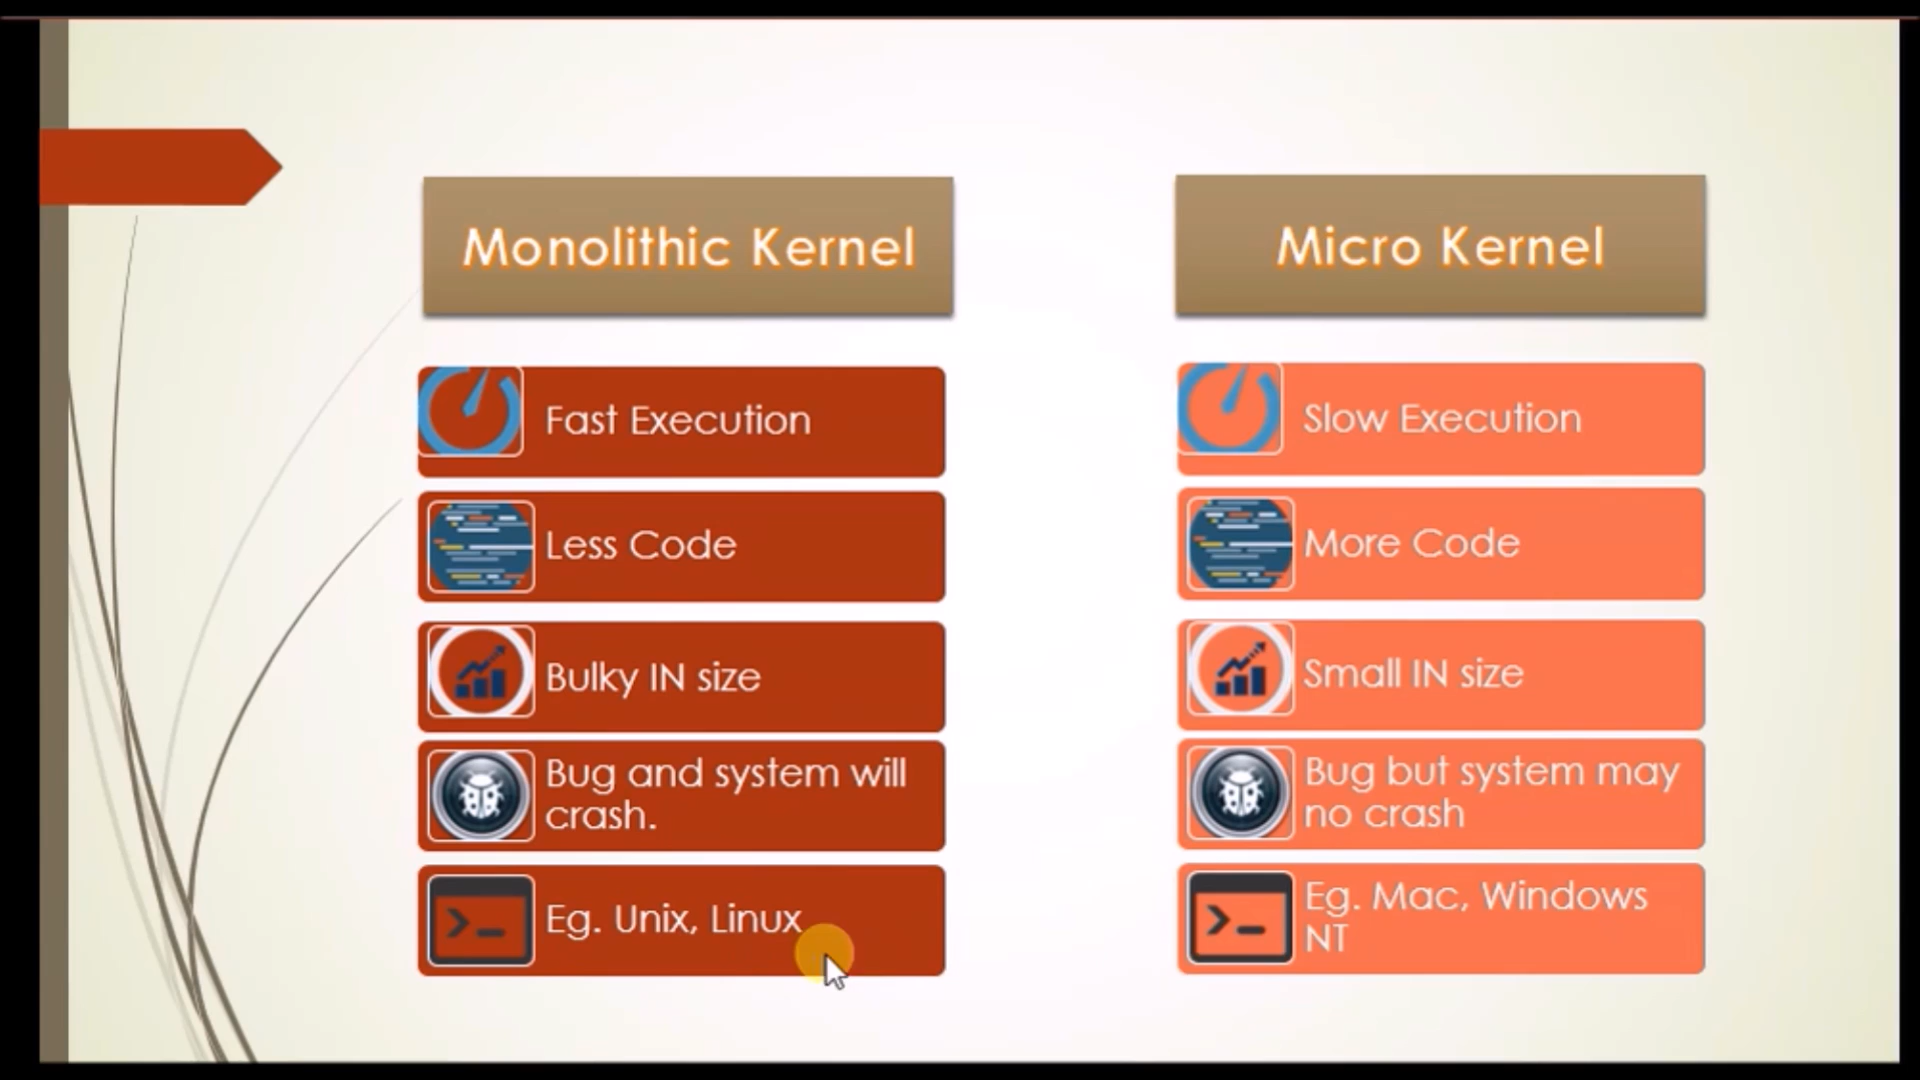 Monolithic Kernel
Fast Execution
Less Code
Bulky IN size
Bug and system will
crash.
Eg. Unix, Linux
Micro Kernel
Slow Execution
More Code
Small IN size
Bug but system may
no crash
Eg. Mac, Windows
NT